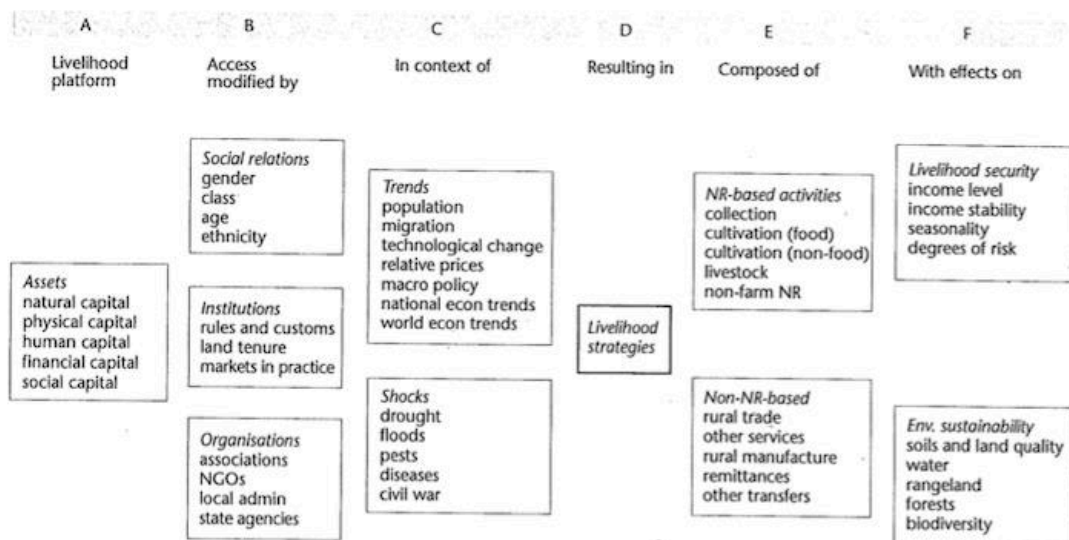 A
Livelihood
platform
B
Access
modified by
C
In context of
D
Resulting in
E
Composed of
F
With effects on
Assets
natural capital
physical capital
human capital
financial capital
social capital
Social relations
gender
class
age
ethnicity
Institutions
rules and customs
land tenure
markets in practice
Organisations
associations
NGOs
local admin
state agencies
Trends
population
migration
technological change
relative prices
macro policy
national econ trends
world econ trends
Shocks
drought
floods
pests
diseases
civil war
Livelihood
strategies
NR-based activities
collection
cultivation (food)
cultivation (non-food)
livestock
non-farm NR
Non-NR-based
rural trade
other services
rural manufacture
remittances
other transfers
Livelihood security
income level
income stability
seasonality
degrees of risk
Env. sustainability
soils and land quality
water
rangeland
forests
biodiversity